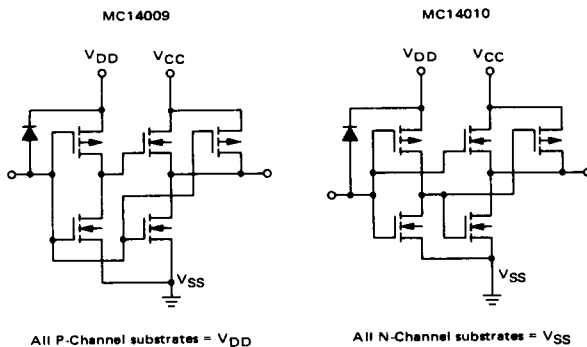 MC14009
MC14010
VDD
VCC
VDD
VCC
VSS
VSS
All P-Channel substrates = VDD
All N-Channel substrates = VSS